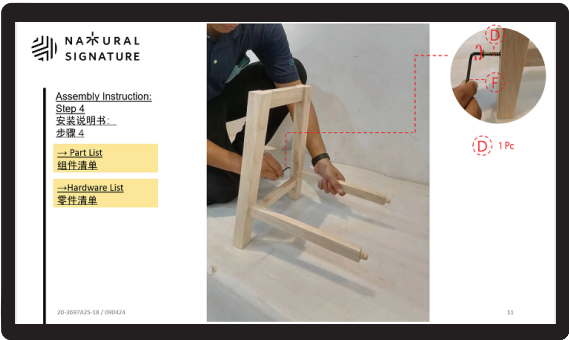 NATURAL
SIGNATURE
Assembly Instruction:
Step 4
安装说明书:
步骤 4
→ Part List
组件清单
→Hardware List
零件清单
D
F
D 1 Pc
20-3697A25-18 / 090424
11